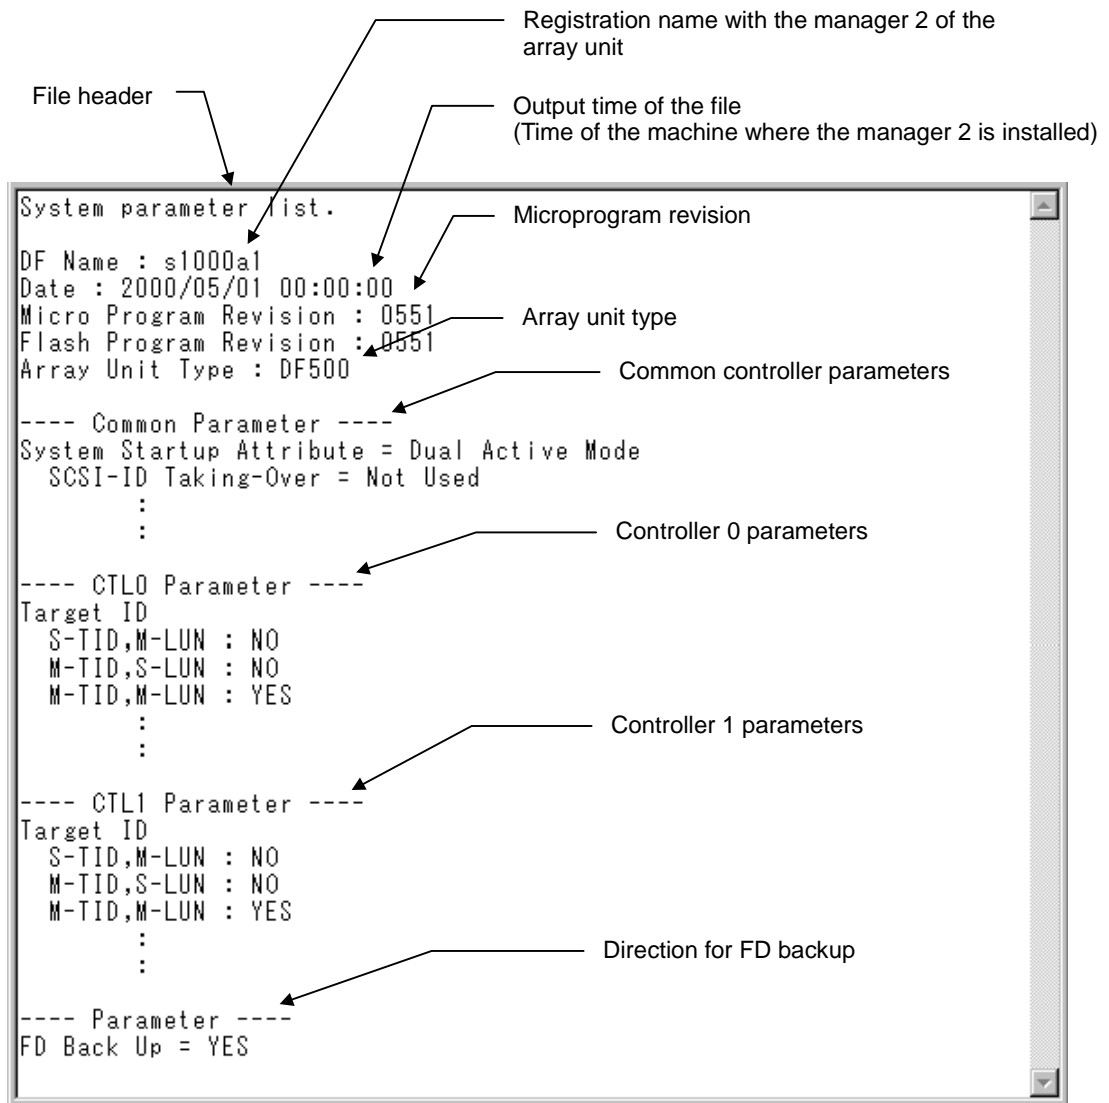 Registration name with the manager 2 of the
array unit
File header
Output time of the file
(Time of the machine where the manager 2 is installed)
System parameter list.
Microprogram revision
DF Name : s1000a1
Date : 2000/05/01 00:00:00
Micro Program Revision : 0551
Array unit type
Flash Program Revision : 0551
Array Unit Type : DF500
Common controller parameters
---- Common Parameter ----
System Startup Attribute = Dual Active Mode
SCSI-ID Taking-Over = Not Used
:
:
Controller 0 parameters
---- CTL0 Parameter ----
Target ID
S-TID,M-LUN : NO
M-TID,S-LUN : NO
M-TID,M-LUN : YES
:
Controller 1 parameters
:
---- CTL1 Parameter ----
Target ID
S-TID,M-LUN : NO
M-TID,S-LUN : NO
M-TID,M-LUN : YES
:
Direction for FD backup
:
---- Parameter ----
FD Back Up = YES